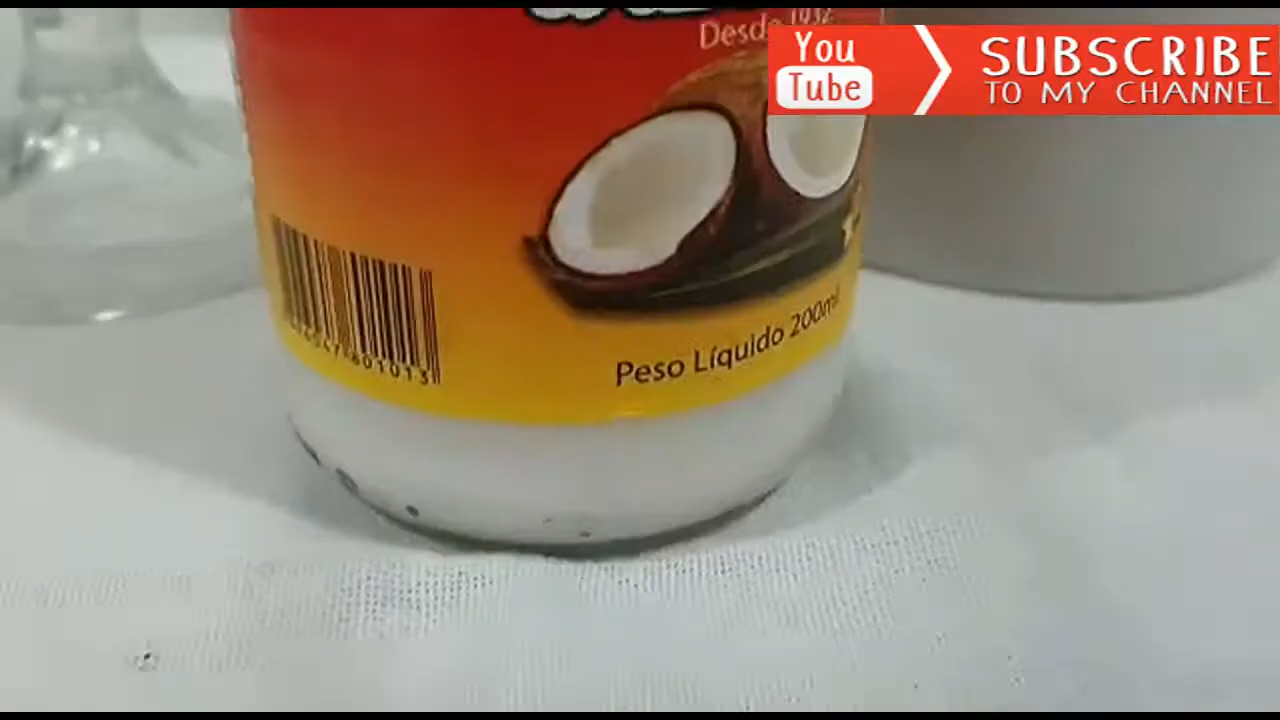 Desde 1932
You
Tube
SUBSCRIBE
TO MY CHANNEL
Peso Líquido 200ml